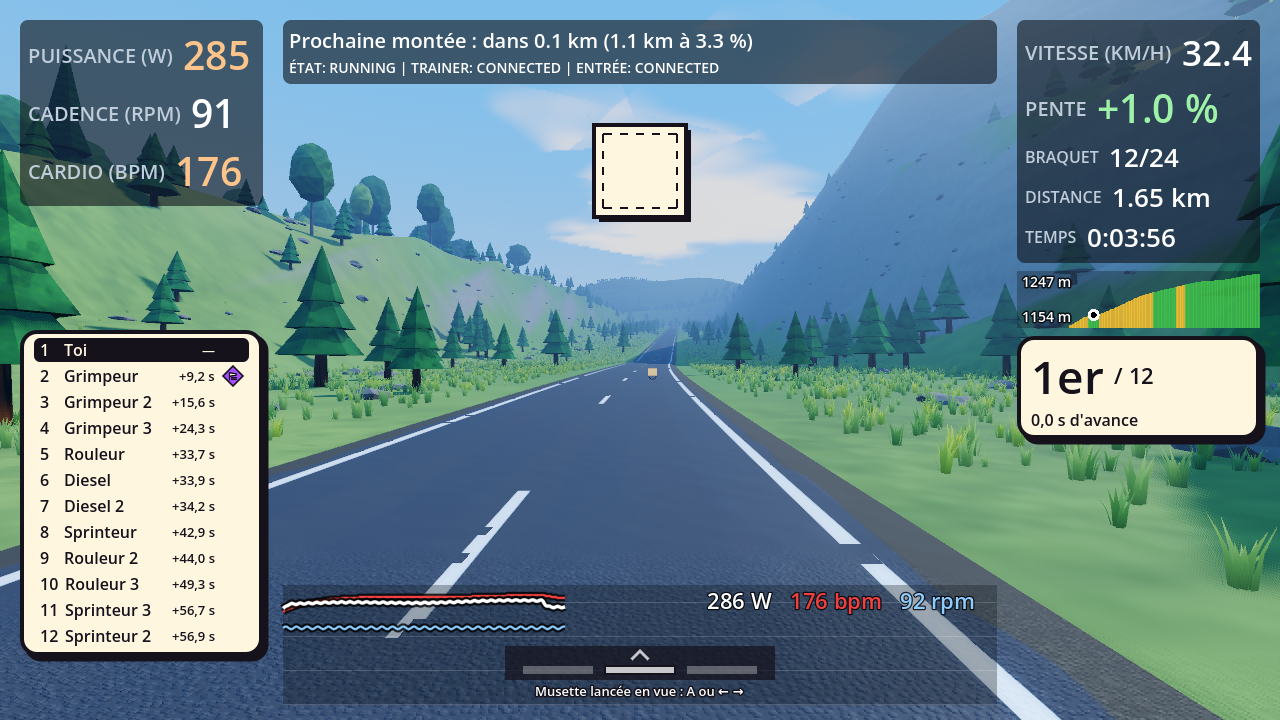 PUISSANCE (W) 285
CADENCE (RPM) 91
CARDIO (BPM) 176
Prochaine montée : dans 0.1 km (1.1 km à 3.3 %)
ÉTAT: RUNNING | TRAINER: CONNECTED | ENTRÉE: CONNECTED
VITESSE (KM/H) 32.4
PENTE +1.0 %
BRAQUET 12/24
DISTANCE 1.65 km
TEMPS 0:03:56
1247 m
1154 m
1er / 12
0,0 s d'avance
1 Toi —
2 Grimpeur +9,2 s
3 Grimpeur 2 +15,6 s
4 Grimpeur 3 +24,3 s
5 Rouleur +33,7 s
6 Diesel +33,9 s
7 Diesel 2 +34,2 s
8 Sprinteur +42,9 s
9 Rouleur 2 +44,0 s
10 Rouleur 3 +49,3 s
11 Sprinteur 3 +56,7 s
12 Sprinteur 2 +56,9 s
286 W 176 bpm 92 rpm
Musette lancée en vue : A ou ← →